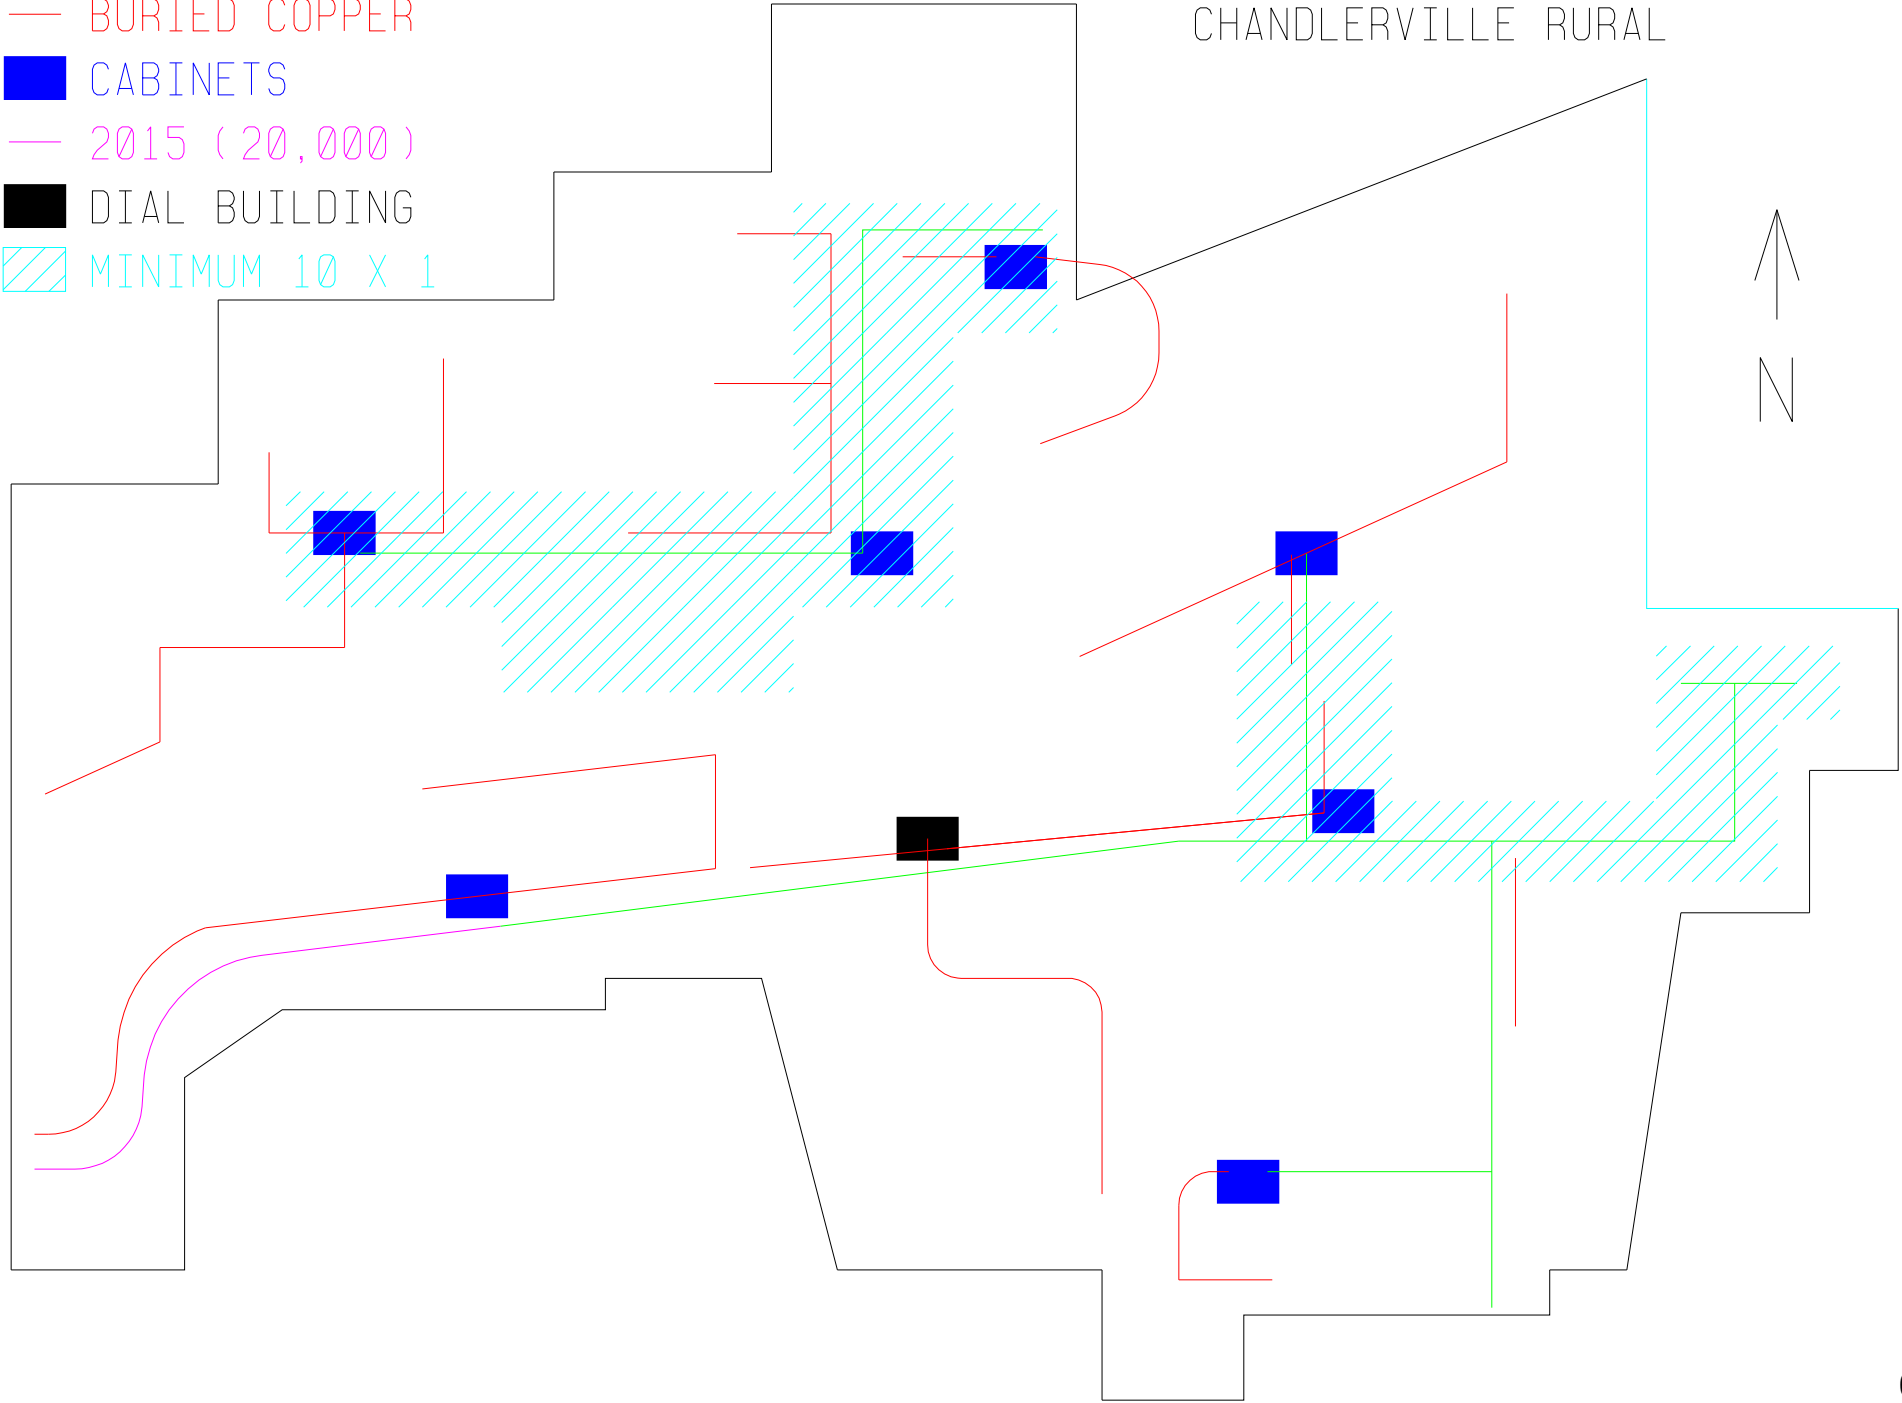 BURIED COPPER
CHANDLERVILLE RURAL
CABINETS
2015 (20,000)
DIAL BUILDING
MINIMUM 10 X 1
N